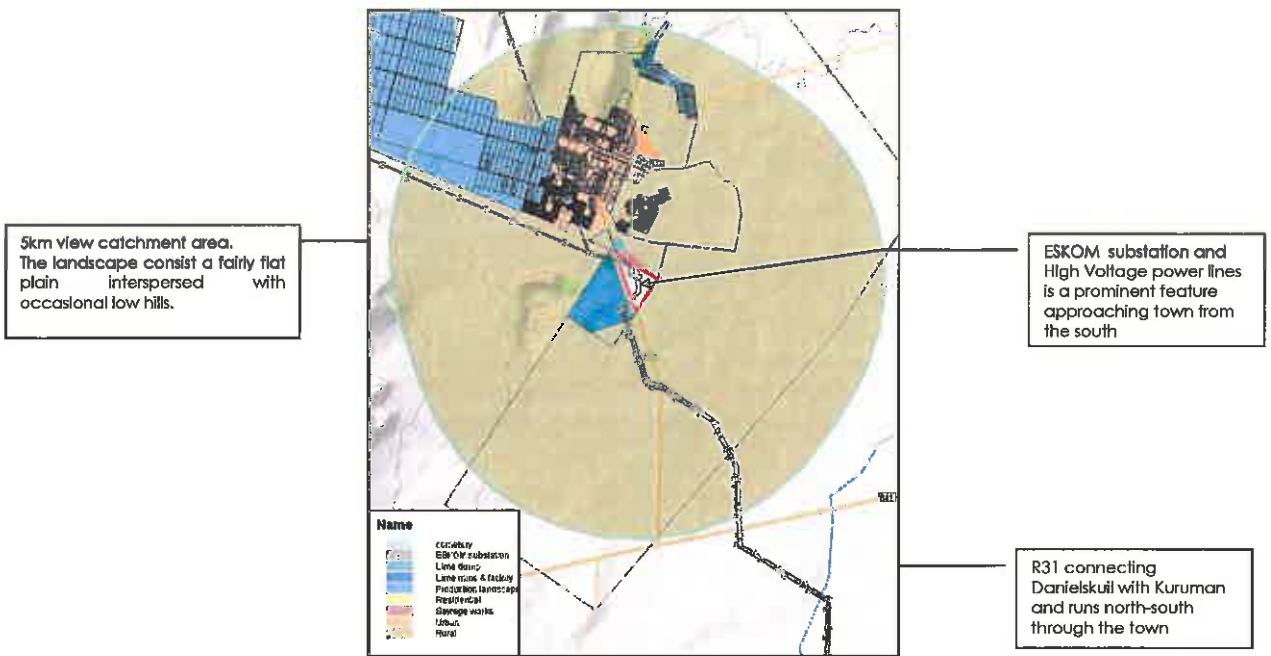 5km view catchment area.
The landscape consist a fairly flat
plain interspersed with
occasional low hills.
ESKOM substation and
High Voltage power lines
is a prominent feature
approaching town from
the south
Name
cemetery
ESKOM substation
Lime dump
Lime mine & factory
Production landscape
Residential
Sewage works
Urban
Rural
R31 connecting
Danielskuil with Kuruman
and runs north-south
through the town